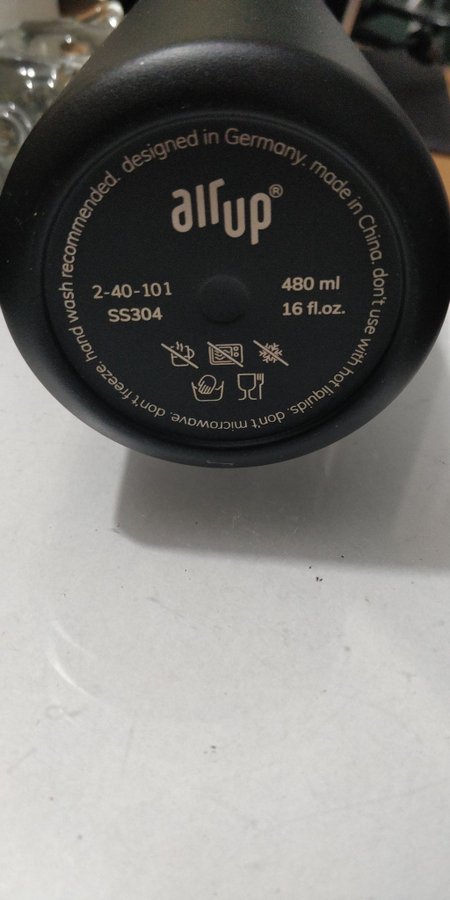 hand wash recommended. designed in Germany. made in China. don't use with hot liquids. don't microwave. don't freeze.
air up®
2-40-101
SS304
480 ml
16 fl.oz.